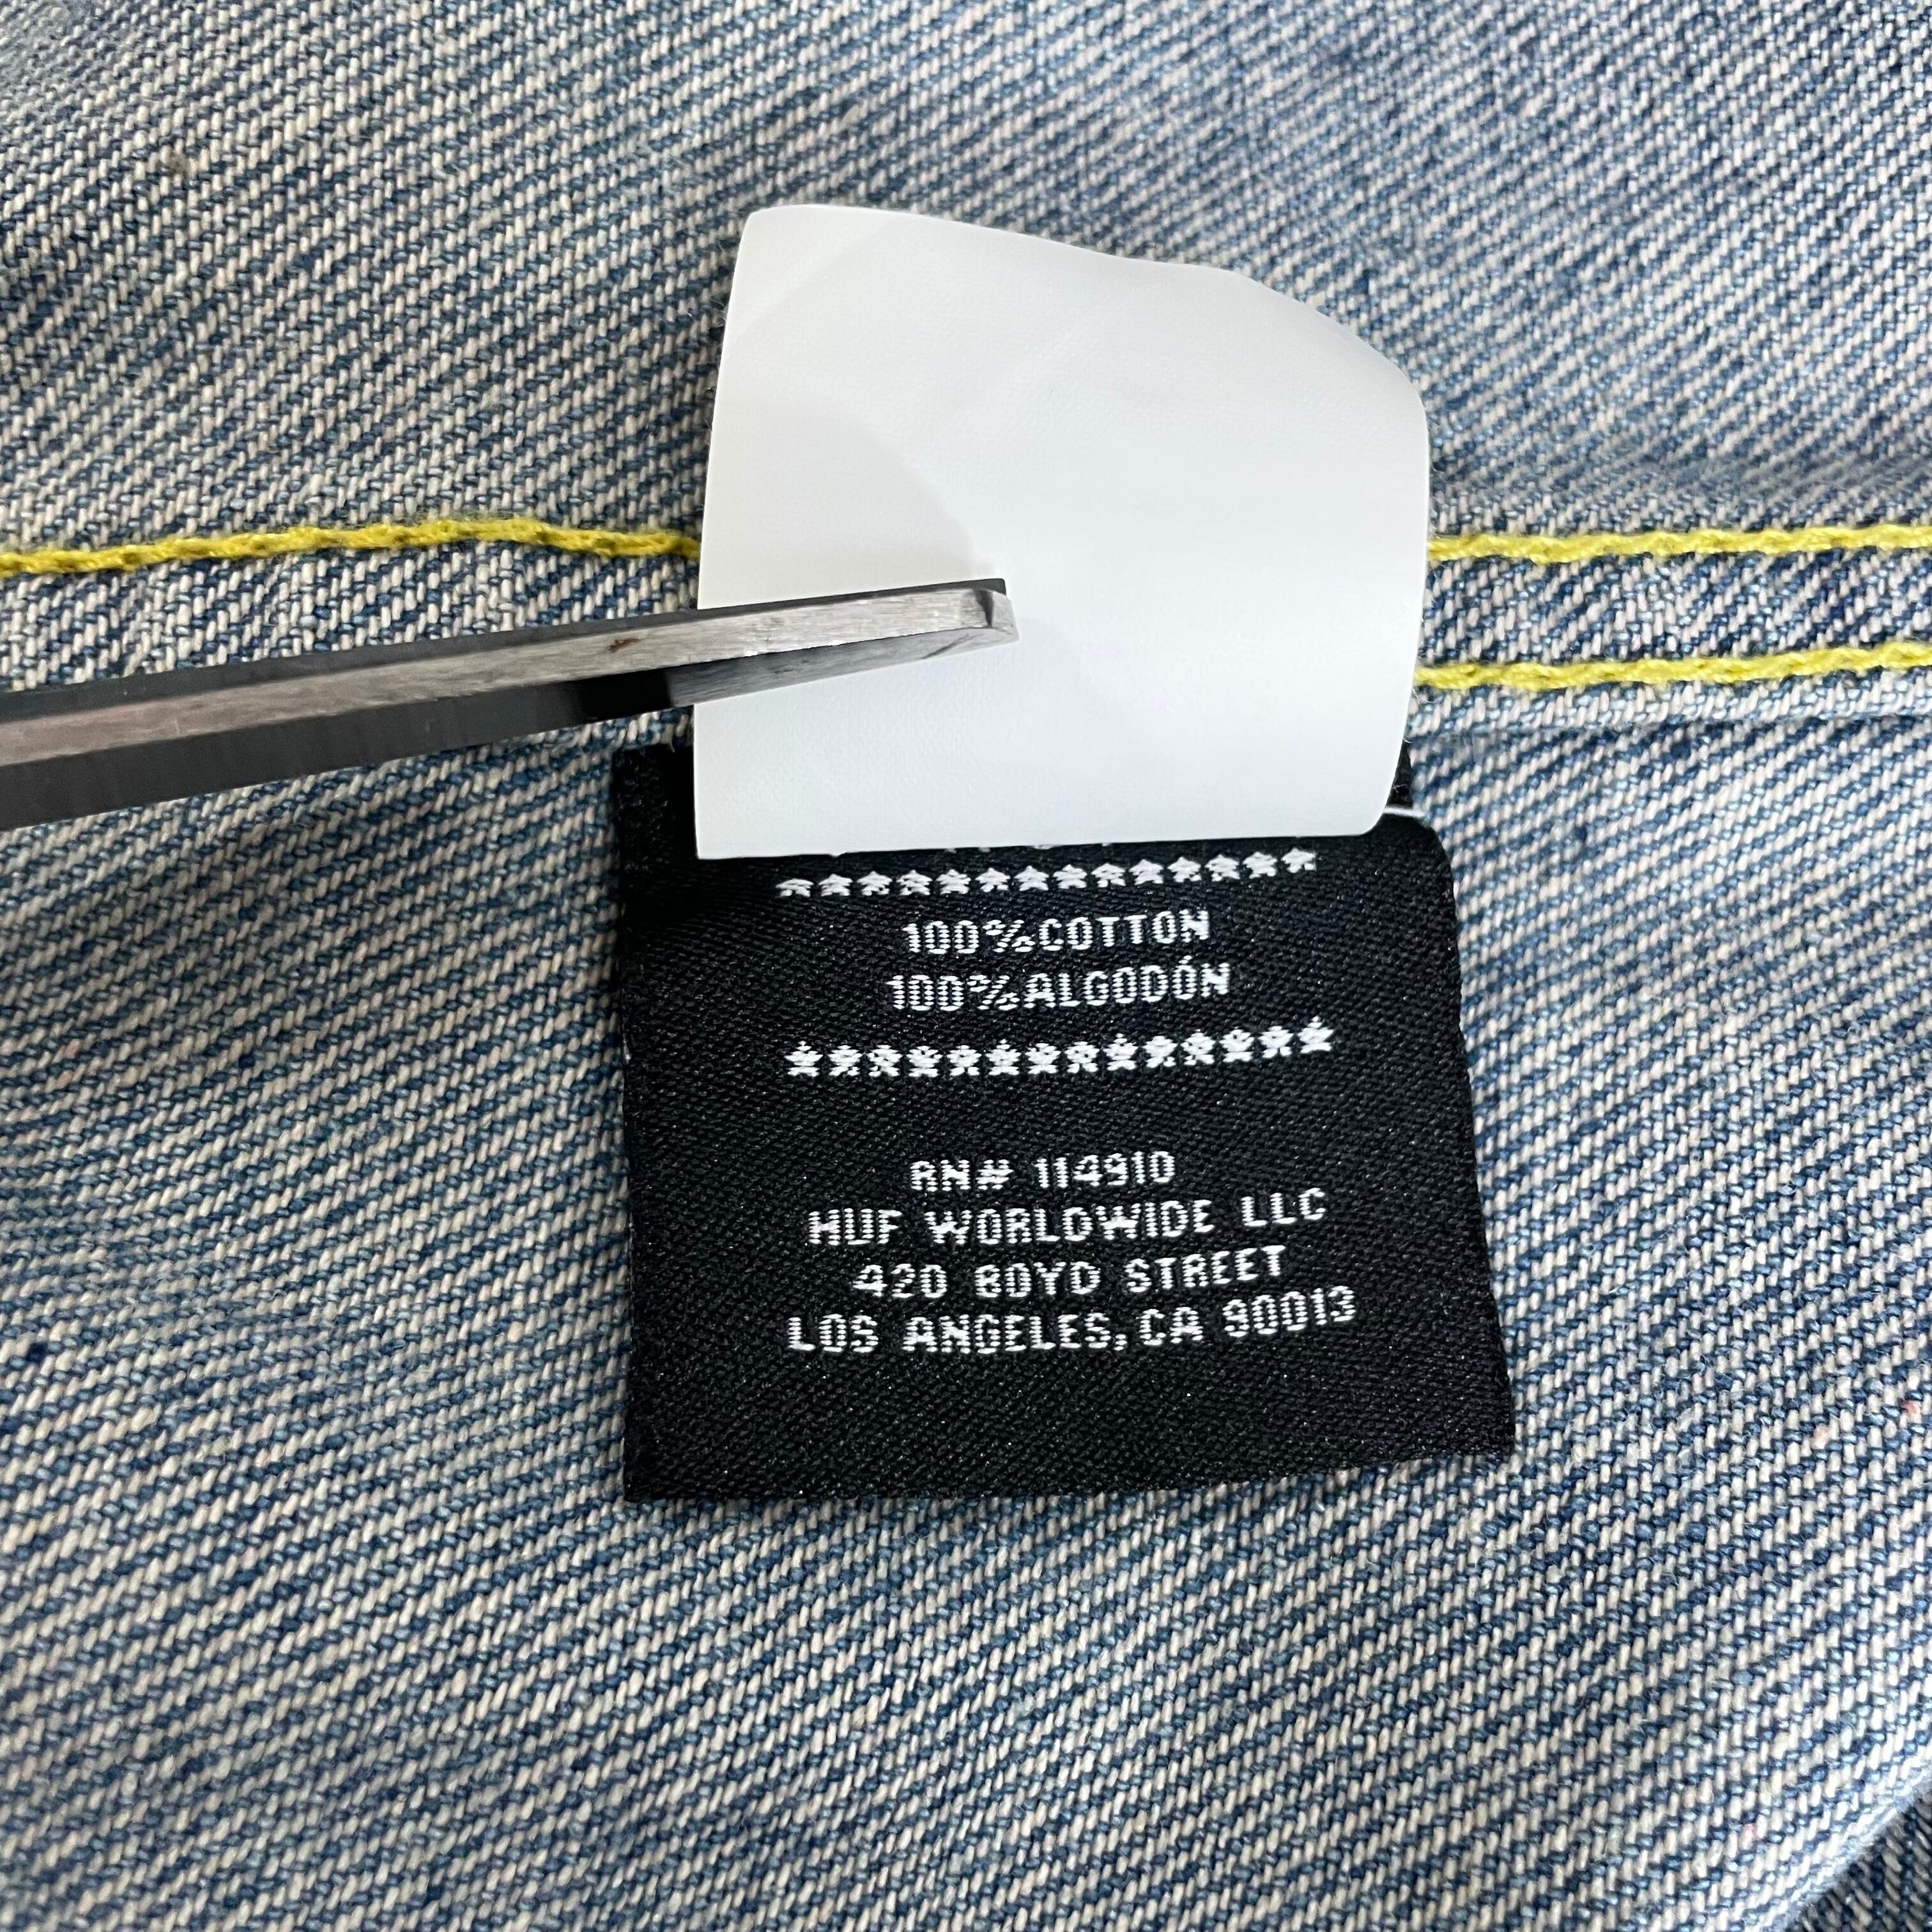 100%COTTON
100%ALGODÓN
RN# 114910
HUF WORLDWIDE LLC
420 BOYD STREET
LOS ANGELES, CA 90013